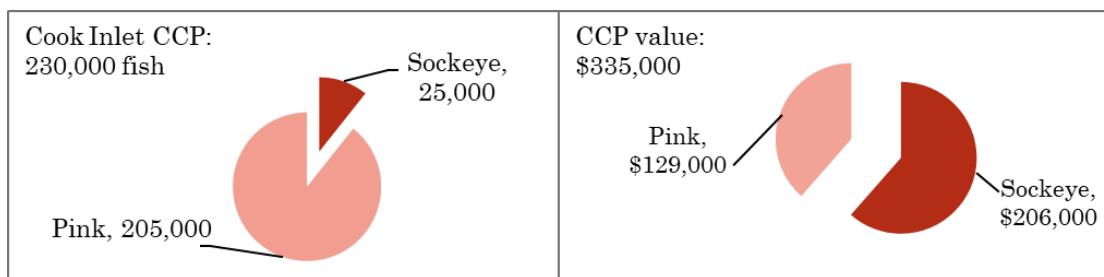 Cook Inlet CCP:
230,000 fish
Sockeye,
25,000
Pink, 205,000
CCP value:
$335,000
Pink,
$129,000
Sockeye,
$206,000